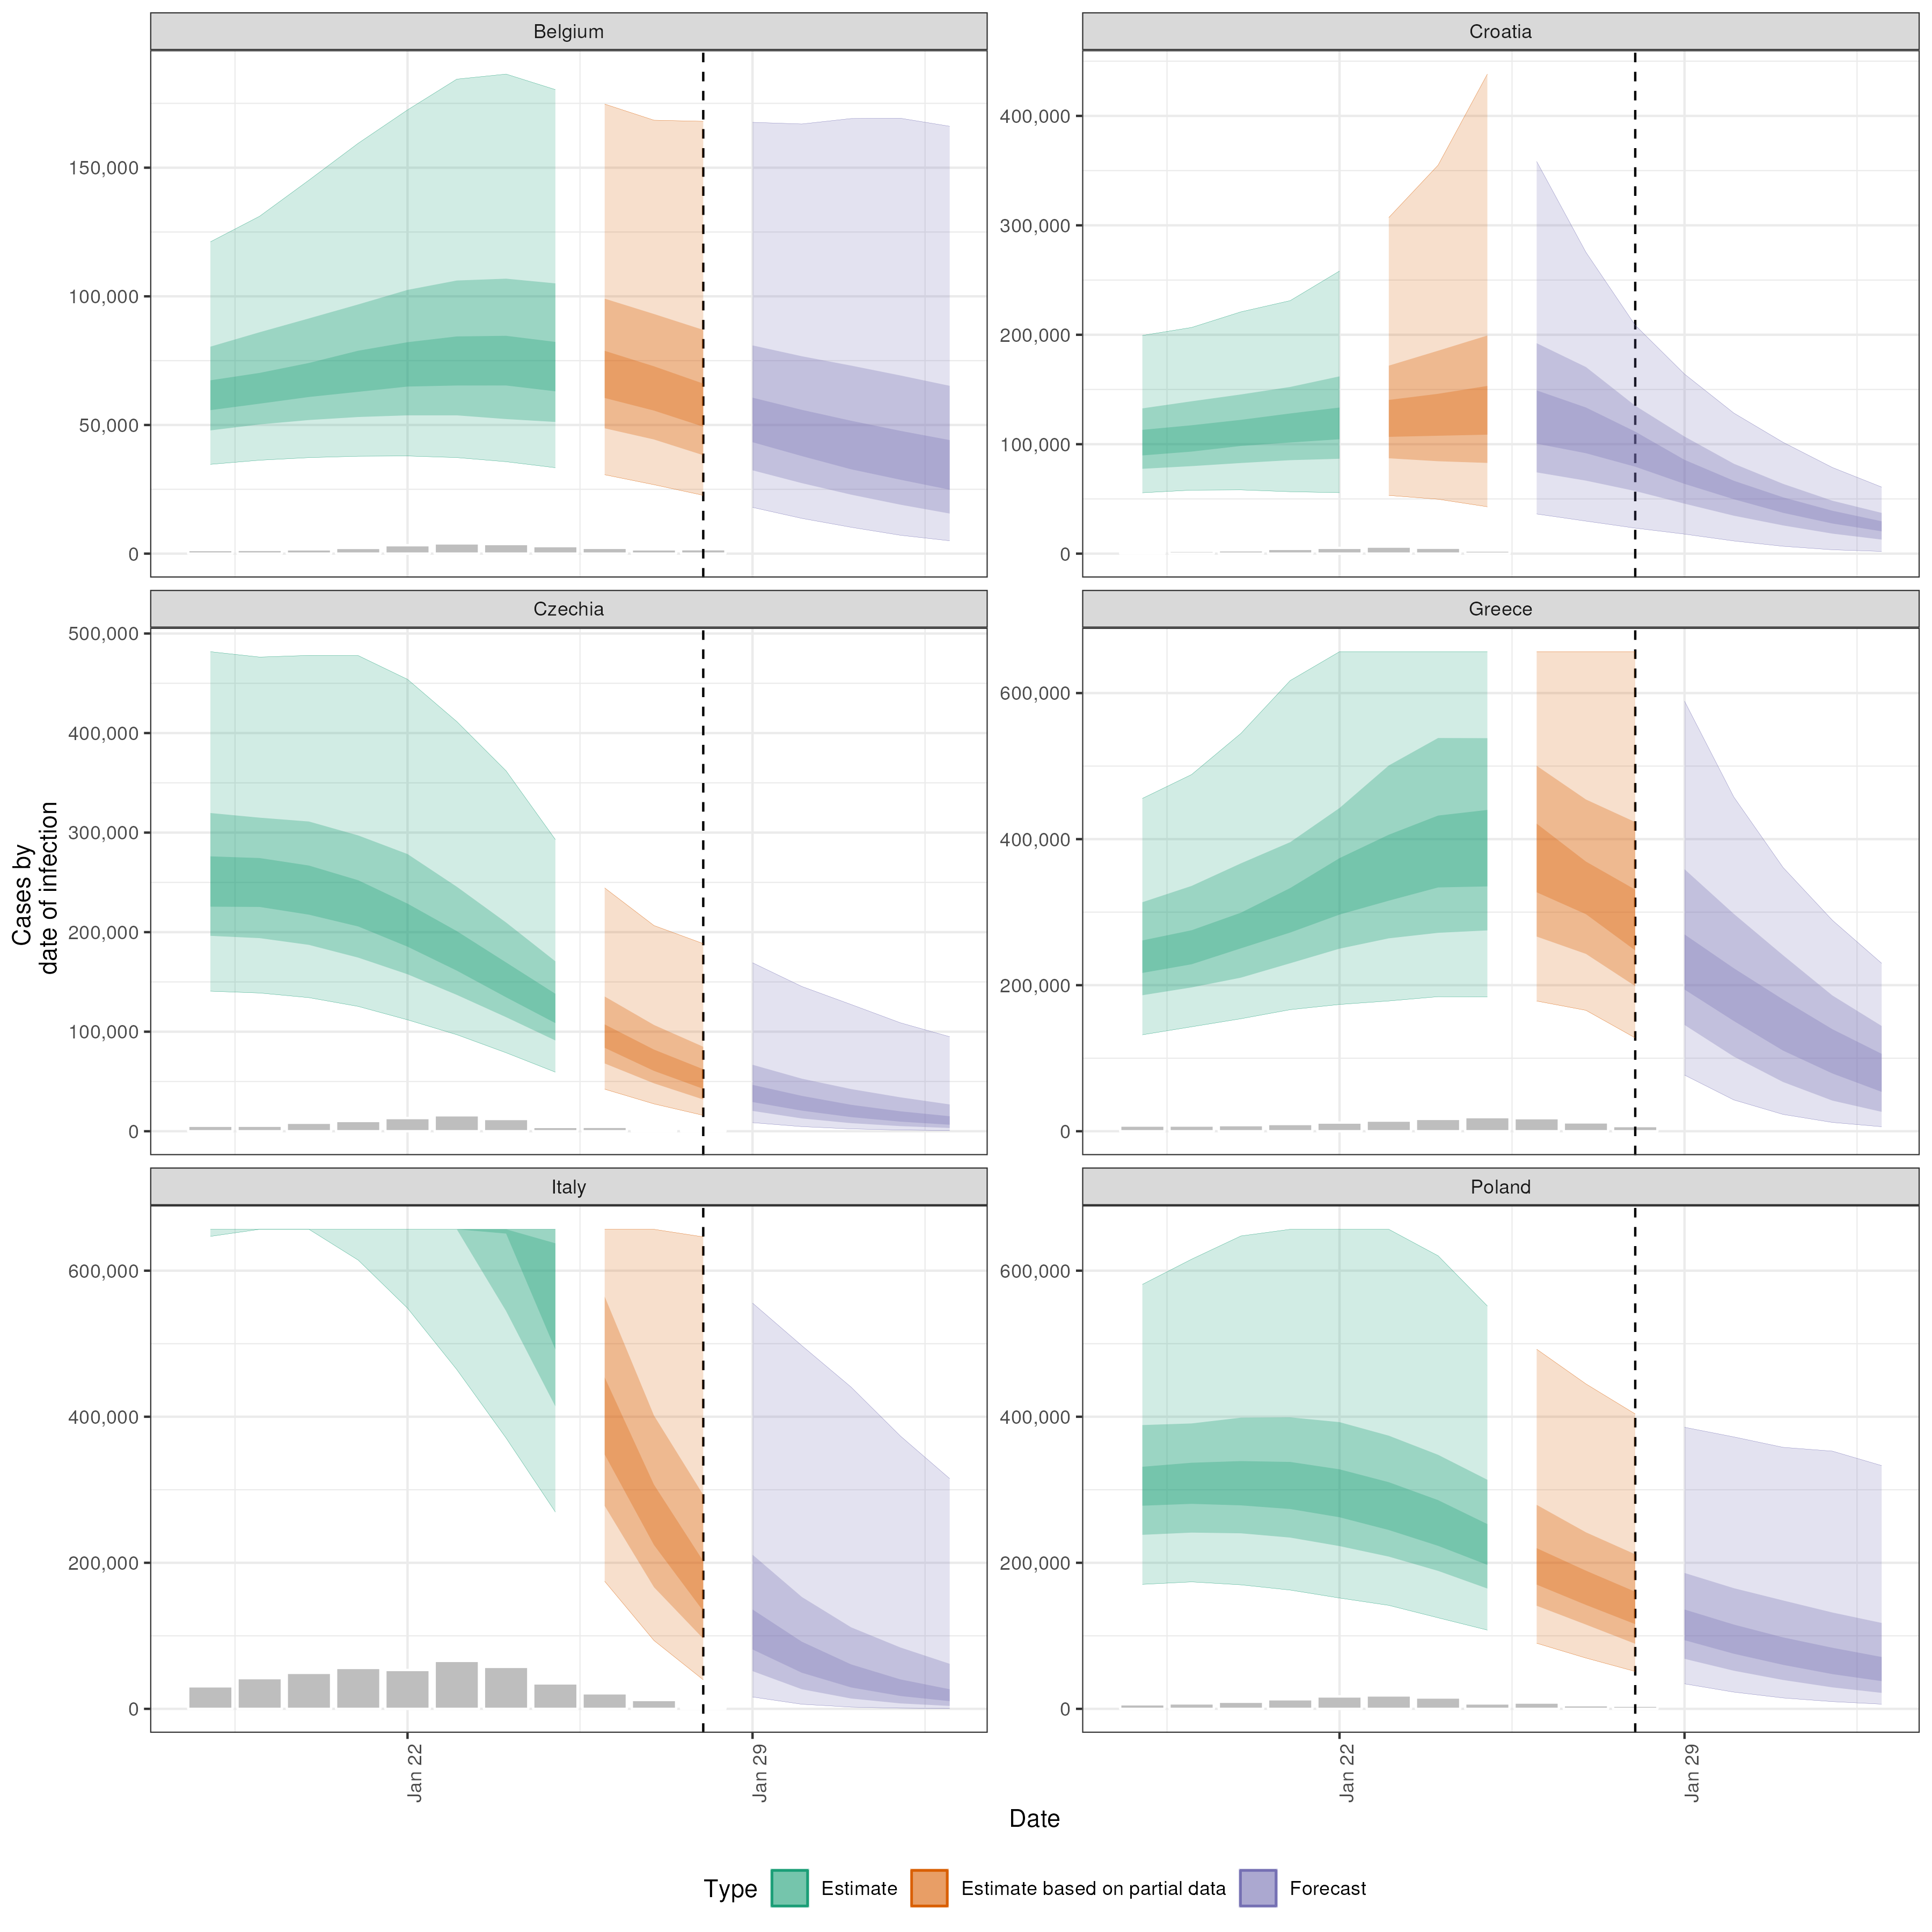 Belgium
Croatia
150,000
100,000
50,000
0
400,000
300,000
200,000
100,000
0
Czechia
Greece
500,000
400,000
300,000
200,000
100,000
0
600,000
400,000
200,000
0
Italy
Poland
600,000
400,000
200,000
0
600,000
400,000
200,000
0
Cases by
date of infection
Jan 22
Jan 29
Jan 22
Jan 29
Date
Type
Estimate
Estimate based on partial data
Forecast